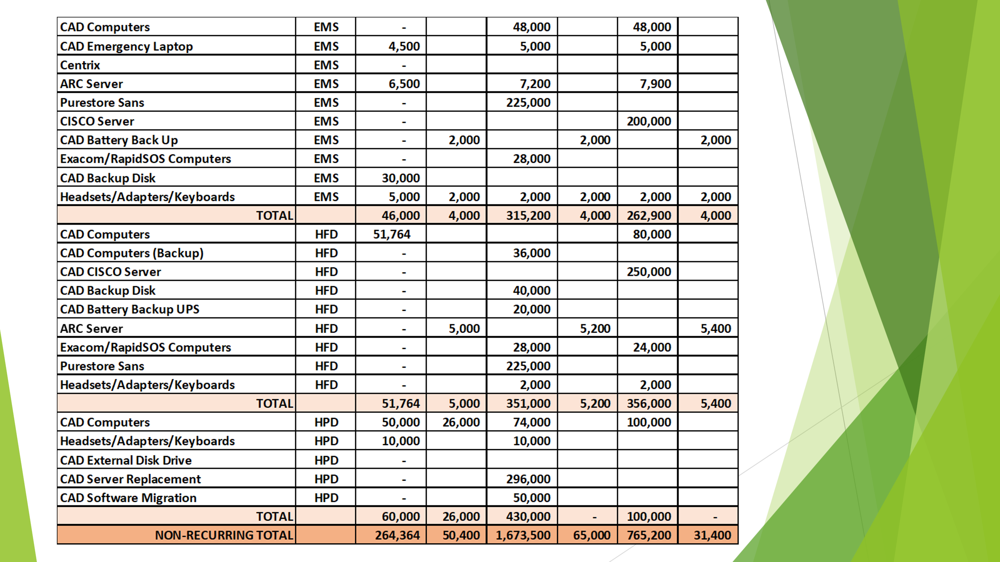 CAD Computers EMS - 48,000 48,000
CAD Emergency Laptop EMS 4,500 5,000 5,000
Centrix EMS -
ARC Server EMS 6,500 7,200 7,900
Purestore Sans EMS - 225,000
CISCO Server EMS - 200,000
CAD Battery Back Up EMS - 2,000 2,000 2,000
Exacom/RapidSOS Computers EMS - 28,000
CAD Backup Disk EMS 30,000
Headsets/Adapters/Keyboards EMS 5,000 2,000 2,000 2,000 2,000 2,000
TOTAL 46,000 4,000 315,200 4,000 262,900 4,000
CAD Computers HFD 51,764 80,000
CAD Computers (Backup) HFD - 36,000
CAD CISCO Server HFD - 250,000
CAD Backup Disk HFD - 40,000
CAD Battery Backup UPS HFD - 20,000
ARC Server HFD - 5,000 5,200 5,400
Exacom/RapidSOS Computers HFD - 28,000 24,000
Purestore Sans HFD - 225,000
Headsets/Adapters/Keyboards HFD - 2,000 2,000
TOTAL 51,764 5,000 351,000 5,200 356,000 5,400
CAD Computers HPD 50,000 26,000 74,000 100,000
Headsets/Adapters/Keyboards HPD 10,000 10,000
CAD External Disk Drive HPD -
CAD Server Replacement HPD - 296,000
CAD Software Migration HPD - 50,000
TOTAL 60,000 26,000 430,000 - 100,000 -
NON-RECURRING TOTAL 264,364 50,400 1,673,500 65,000 765,200 31,400